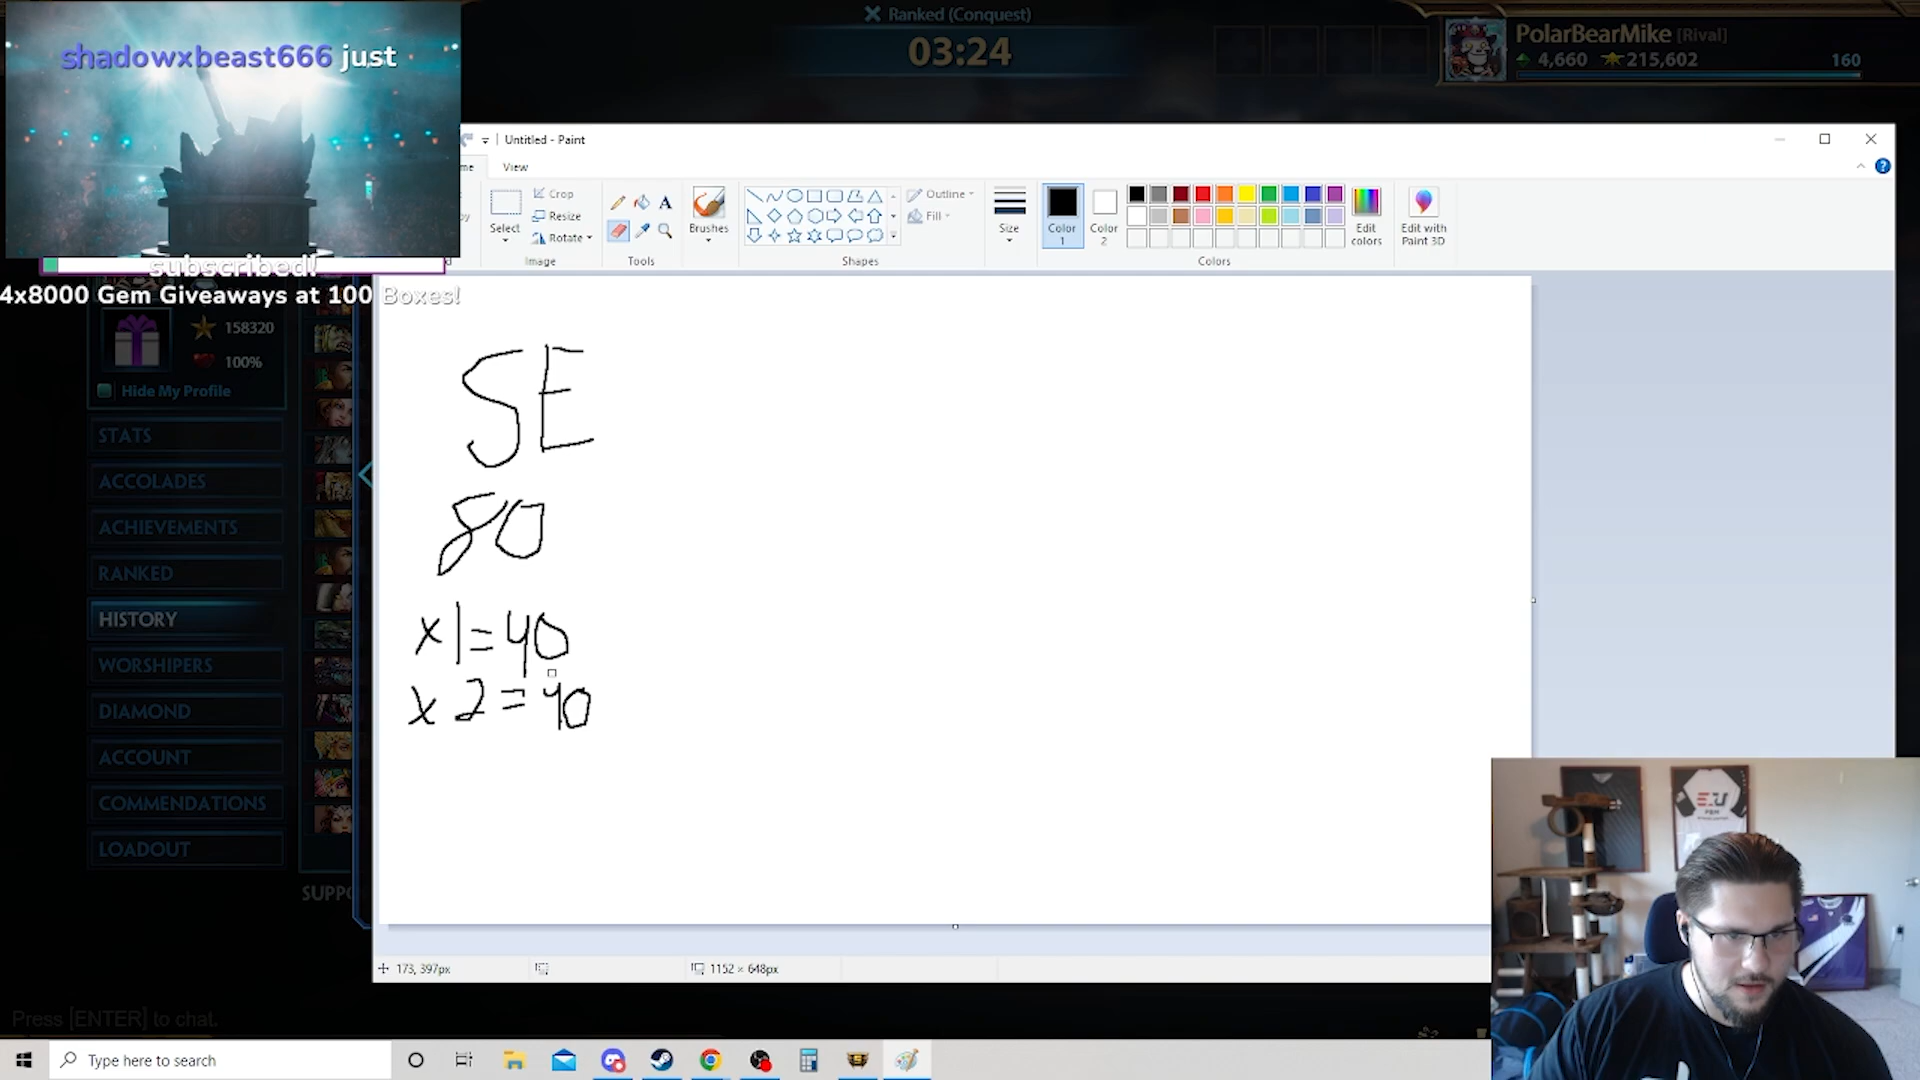 shadowxbeast666 just
subscribed!
4x8000 Gem Giveaways at 100 Boxes!
Ranked (Conquest)
03:24
PolarBearMike [Rival]
4,660 215,602 160
Untitled - Paint
View
Select
Crop
Resize
Rotate
Image
Tools
Brushes
Shapes
Outline
Fill
Size
Color 1
Color 2
Colors
Edit colors
Edit with Paint 3D
158320
100%
Hide My Profile
STATS
ACCOLADES
ACHIEVEMENTS
RANKED
HISTORY
WORSHIPERS
DIAMOND
ACCOUNT
COMMENDATIONS
LOADOUT
SE
80
x1=40
x2=40
173, 397px
1152 × 648px
Press [ENTER] to chat.
Type here to search